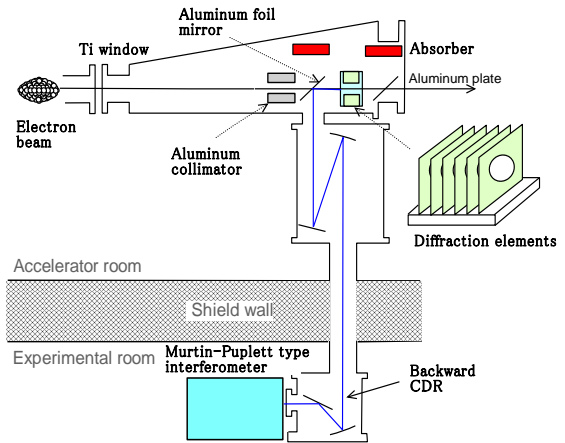 Aluminum foil
mirror
Ti window
Absorber
Aluminum plate
Electron
beam
Aluminum
collimator
Diffraction elements
Accelerator room
Shield wall
Experimental room
Murtin-Puplett type
interferometer
Backward
CDR